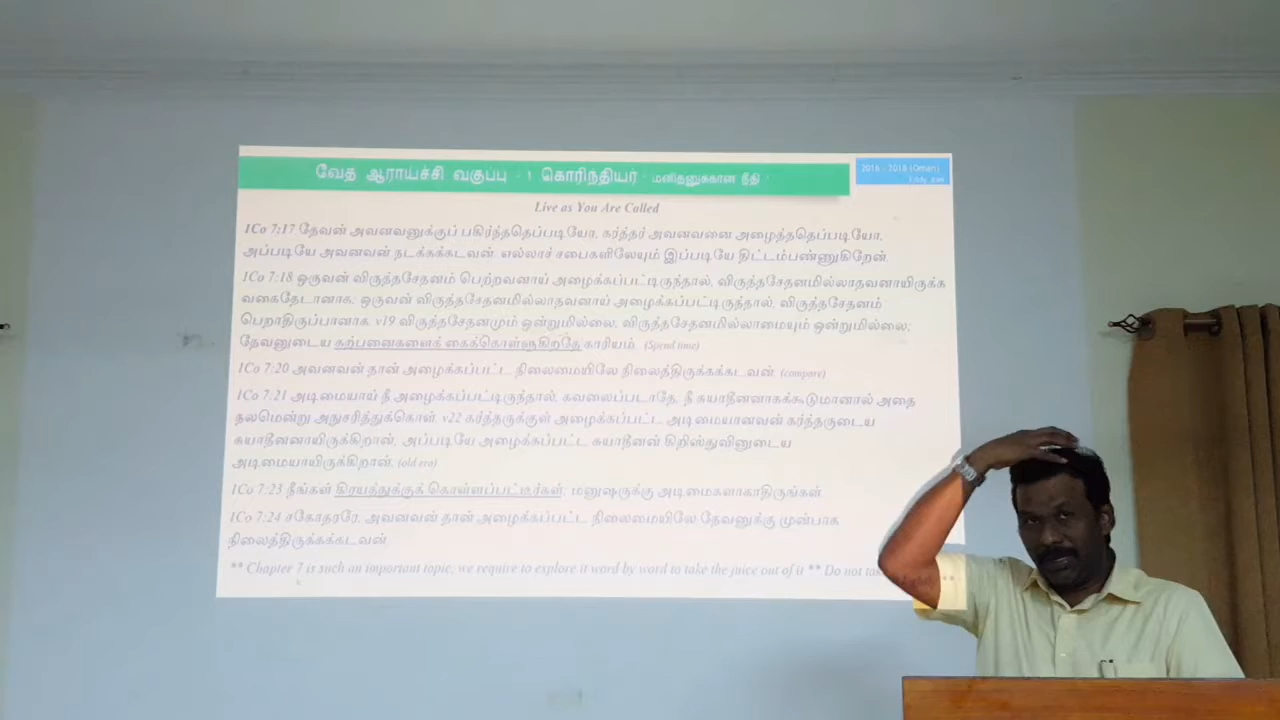 வேத ஆராய்ச்சி வகுப்பு - 1 கொரிந்தியர் - மனிதனுக்கான நீதி -
2016 - 2018 (Oman)
Live as You Are Called
1Co 7:17 தேவன் அவனவனுக்குப் பகிர்ந்ததெப்படியோ, கர்த்தர் அவனவனை அழைத்ததெப்படியோ,
அப்படியே அவனவன் நடக்கக்கடவன். எல்லாச் சபைகளிலேயும் இப்படியே திட்டம்பண்ணுகிறேன்.
1Co 7:18 ஒருவன் விருத்தசேதனம் பெற்றவனாய் அழைக்கப்பட்டிருந்தால், விருத்தசேதனமில்லாதவனாயிருக்க
வகைதேடானாக. ஒருவன் விருத்தசேதனமில்லாதவனாய் அழைக்கப்பட்டிருந்தால், விருத்தசேதனம்
பெறாதிருப்பானாக. v19 விருத்தசேதனமும் ஒன்றுமில்லை, விருத்தசேதனமில்லாமையும் ஒன்றுமில்லை;
தேவனுடைய கற்பனைகளைக் கைக்கொள்ளுகிறதே காரியம். (Spend time)
1Co 7:20 அவனவன் தான் அழைக்கப்பட்ட நிலைமையிலே நிலைத்திருக்கக்கடவன். (compare)
1Co 7:21 அடிமையாய் நீ அழைக்கப்பட்டிருந்தால், கவலைப்படாதே, நீ சுயாதீனனாகக்கூடுமானால் அதை
நலமென்று அநுசரித்துக்கொள். v22 கர்த்தருக்குள் அழைக்கப்பட்ட அடிமையானவன் கர்த்தருடைய
சுயாதீனனாயிருக்கிறான். அப்படியே அழைக்கப்பட்ட சுயாதீனன் கிறிஸ்துவினுடைய
அடிமையாயிருக்கிறான். (old era)
1Co 7:23 நீங்கள் கிரயத்துக்குக் கொள்ளப்பட்டீர்கள், மனுஷருக்கு அடிமைகளாகாதிருங்கள்.
1Co 7:24 சகோதரரே, அவனவன் தான் அழைக்கப்பட்ட நிலைமையிலே தேவனுக்கு முன்பாக
நிலைத்திருக்கக்கடவன்.
** Chapter 7 is such an important topic, we require to explore it word by word to take the juice out of it ** Do not